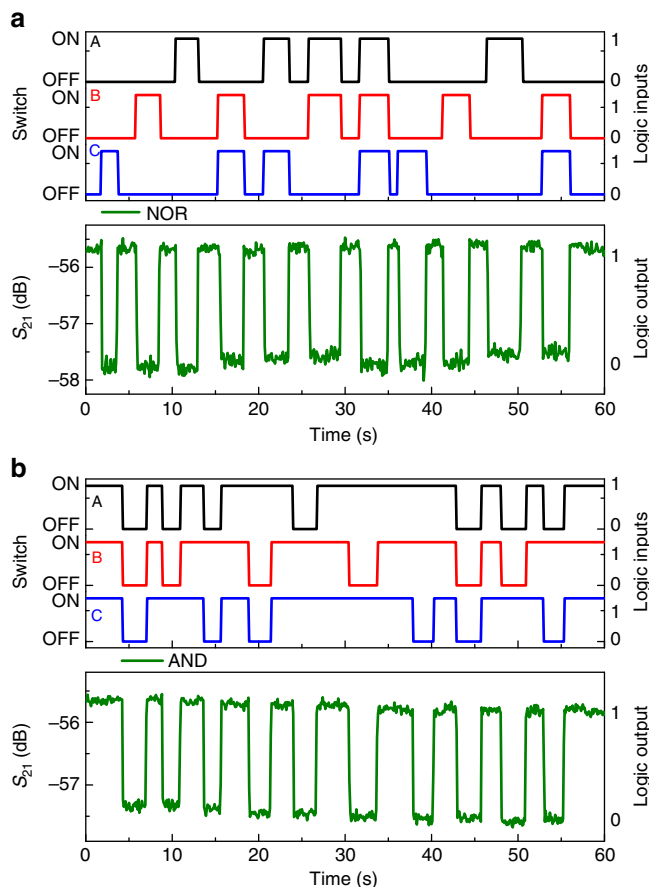 a
ON
A
1
OFF
0
ON
B
1
Switch
Logic inputs
OFF
0
ON
C
1
OFF
0
NOR
−56
1
S21 (dB)
Logic output
−57
0
−58
0 10 20 30 40 50 60
Time (s)
b
ON
1
A
OFF
0
ON
1
Switch
B
Logic inputs
OFF
0
ON
1
C
OFF
0
AND
−56
1
S21 (dB)
Logic output
−57
0
0 10 20 30 40 50 60
Time (s)